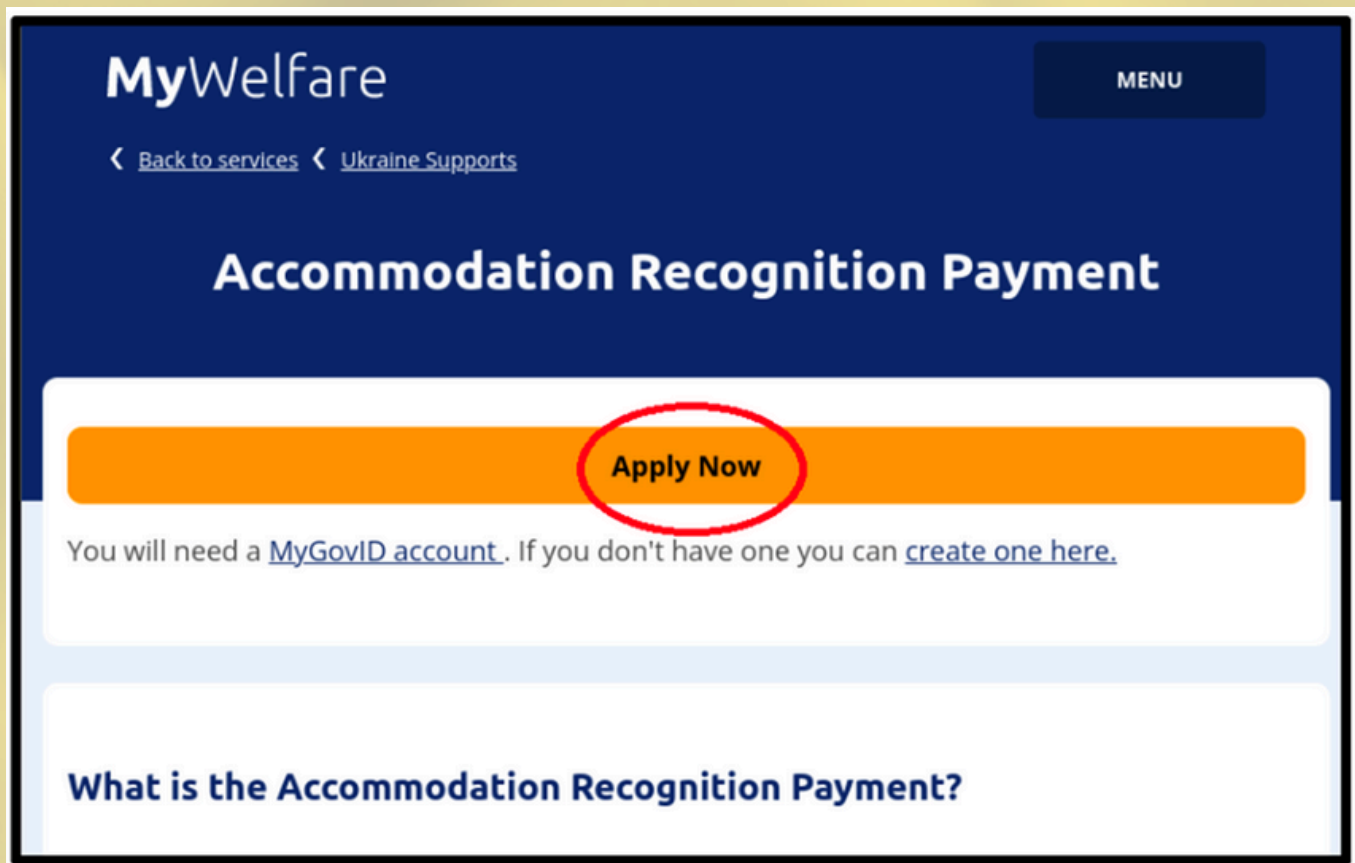 MyWelfare
MENU
Back to services Ukraine Supports
Accommodation Recognition Payment
Apply Now
You will need a MyGovID account . If you don't have one you can create one here.
What is the Accommodation Recognition Payment?